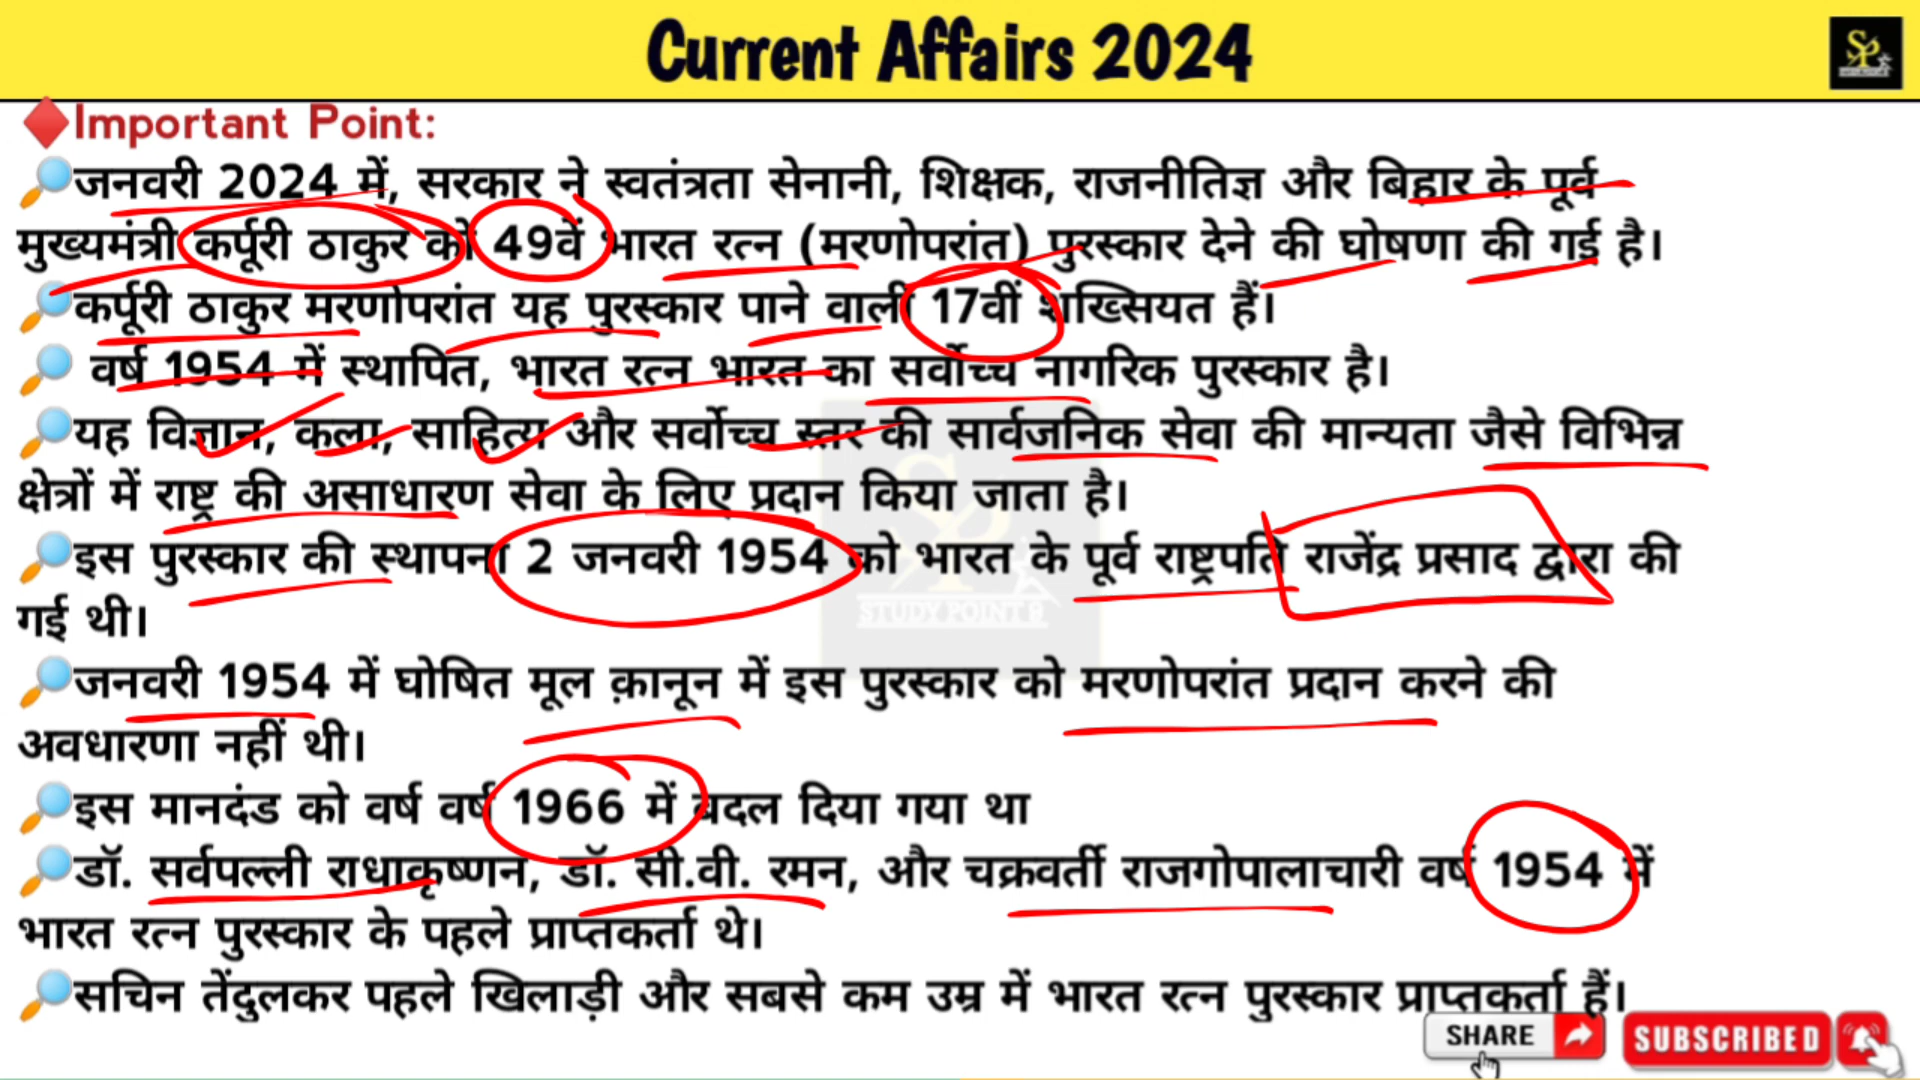 Current Affairs 2024
Important Point:
जनवरी 2024 में, सरकार ने स्वतंत्रता सेनानी, शिक्षक, राजनीतिज्ञ और बिहार के पूर्व
मुख्यमंत्री कर्पूरी ठाकुर को 49वें भारत रत्न (मरणोपरांत) पुरस्कार देने की घोषणा की गई है।
कर्पूरी ठाकुर मरणोपरांत यह पुरस्कार पाने वाली 17वीं शख्सियत हैं।
वर्ष 1954 में स्थापित, भारत रत्न भारत का सर्वोच्च नागरिक पुरस्कार है।
यह विज्ञान, कला, साहित्य और सर्वोच्च स्तर की सार्वजनिक सेवा की मान्यता जैसे विभिन्न
क्षेत्रों में राष्ट्र की असाधारण सेवा के लिए प्रदान किया जाता है।
इस पुरस्कार की स्थापना 2 जनवरी 1954 को भारत के पूर्व राष्ट्रपति राजेंद्र प्रसाद द्वारा की
गई थी।
STUDY POINT 8
जनवरी 1954 में घोषित मूल क़ानून में इस पुरस्कार को मरणोपरांत प्रदान करने की
अवधारणा नहीं थी।
इस मानदंड को वर्ष वर्ष 1966 में बदल दिया गया था
डॉ. सर्वपल्ली राधाकृष्णन, डॉ. सी.वी. रमन, और चक्रवर्ती राजगोपालाचारी वर्ष 1954 में
भारत रत्न पुरस्कार के पहले प्राप्तकर्ता थे।
सचिन तेंदुलकर पहले खिलाड़ी और सबसे कम उम्र में भारत रत्न पुरस्कार प्राप्तकर्ता हैं।
SHARE
SUBSCRIBED